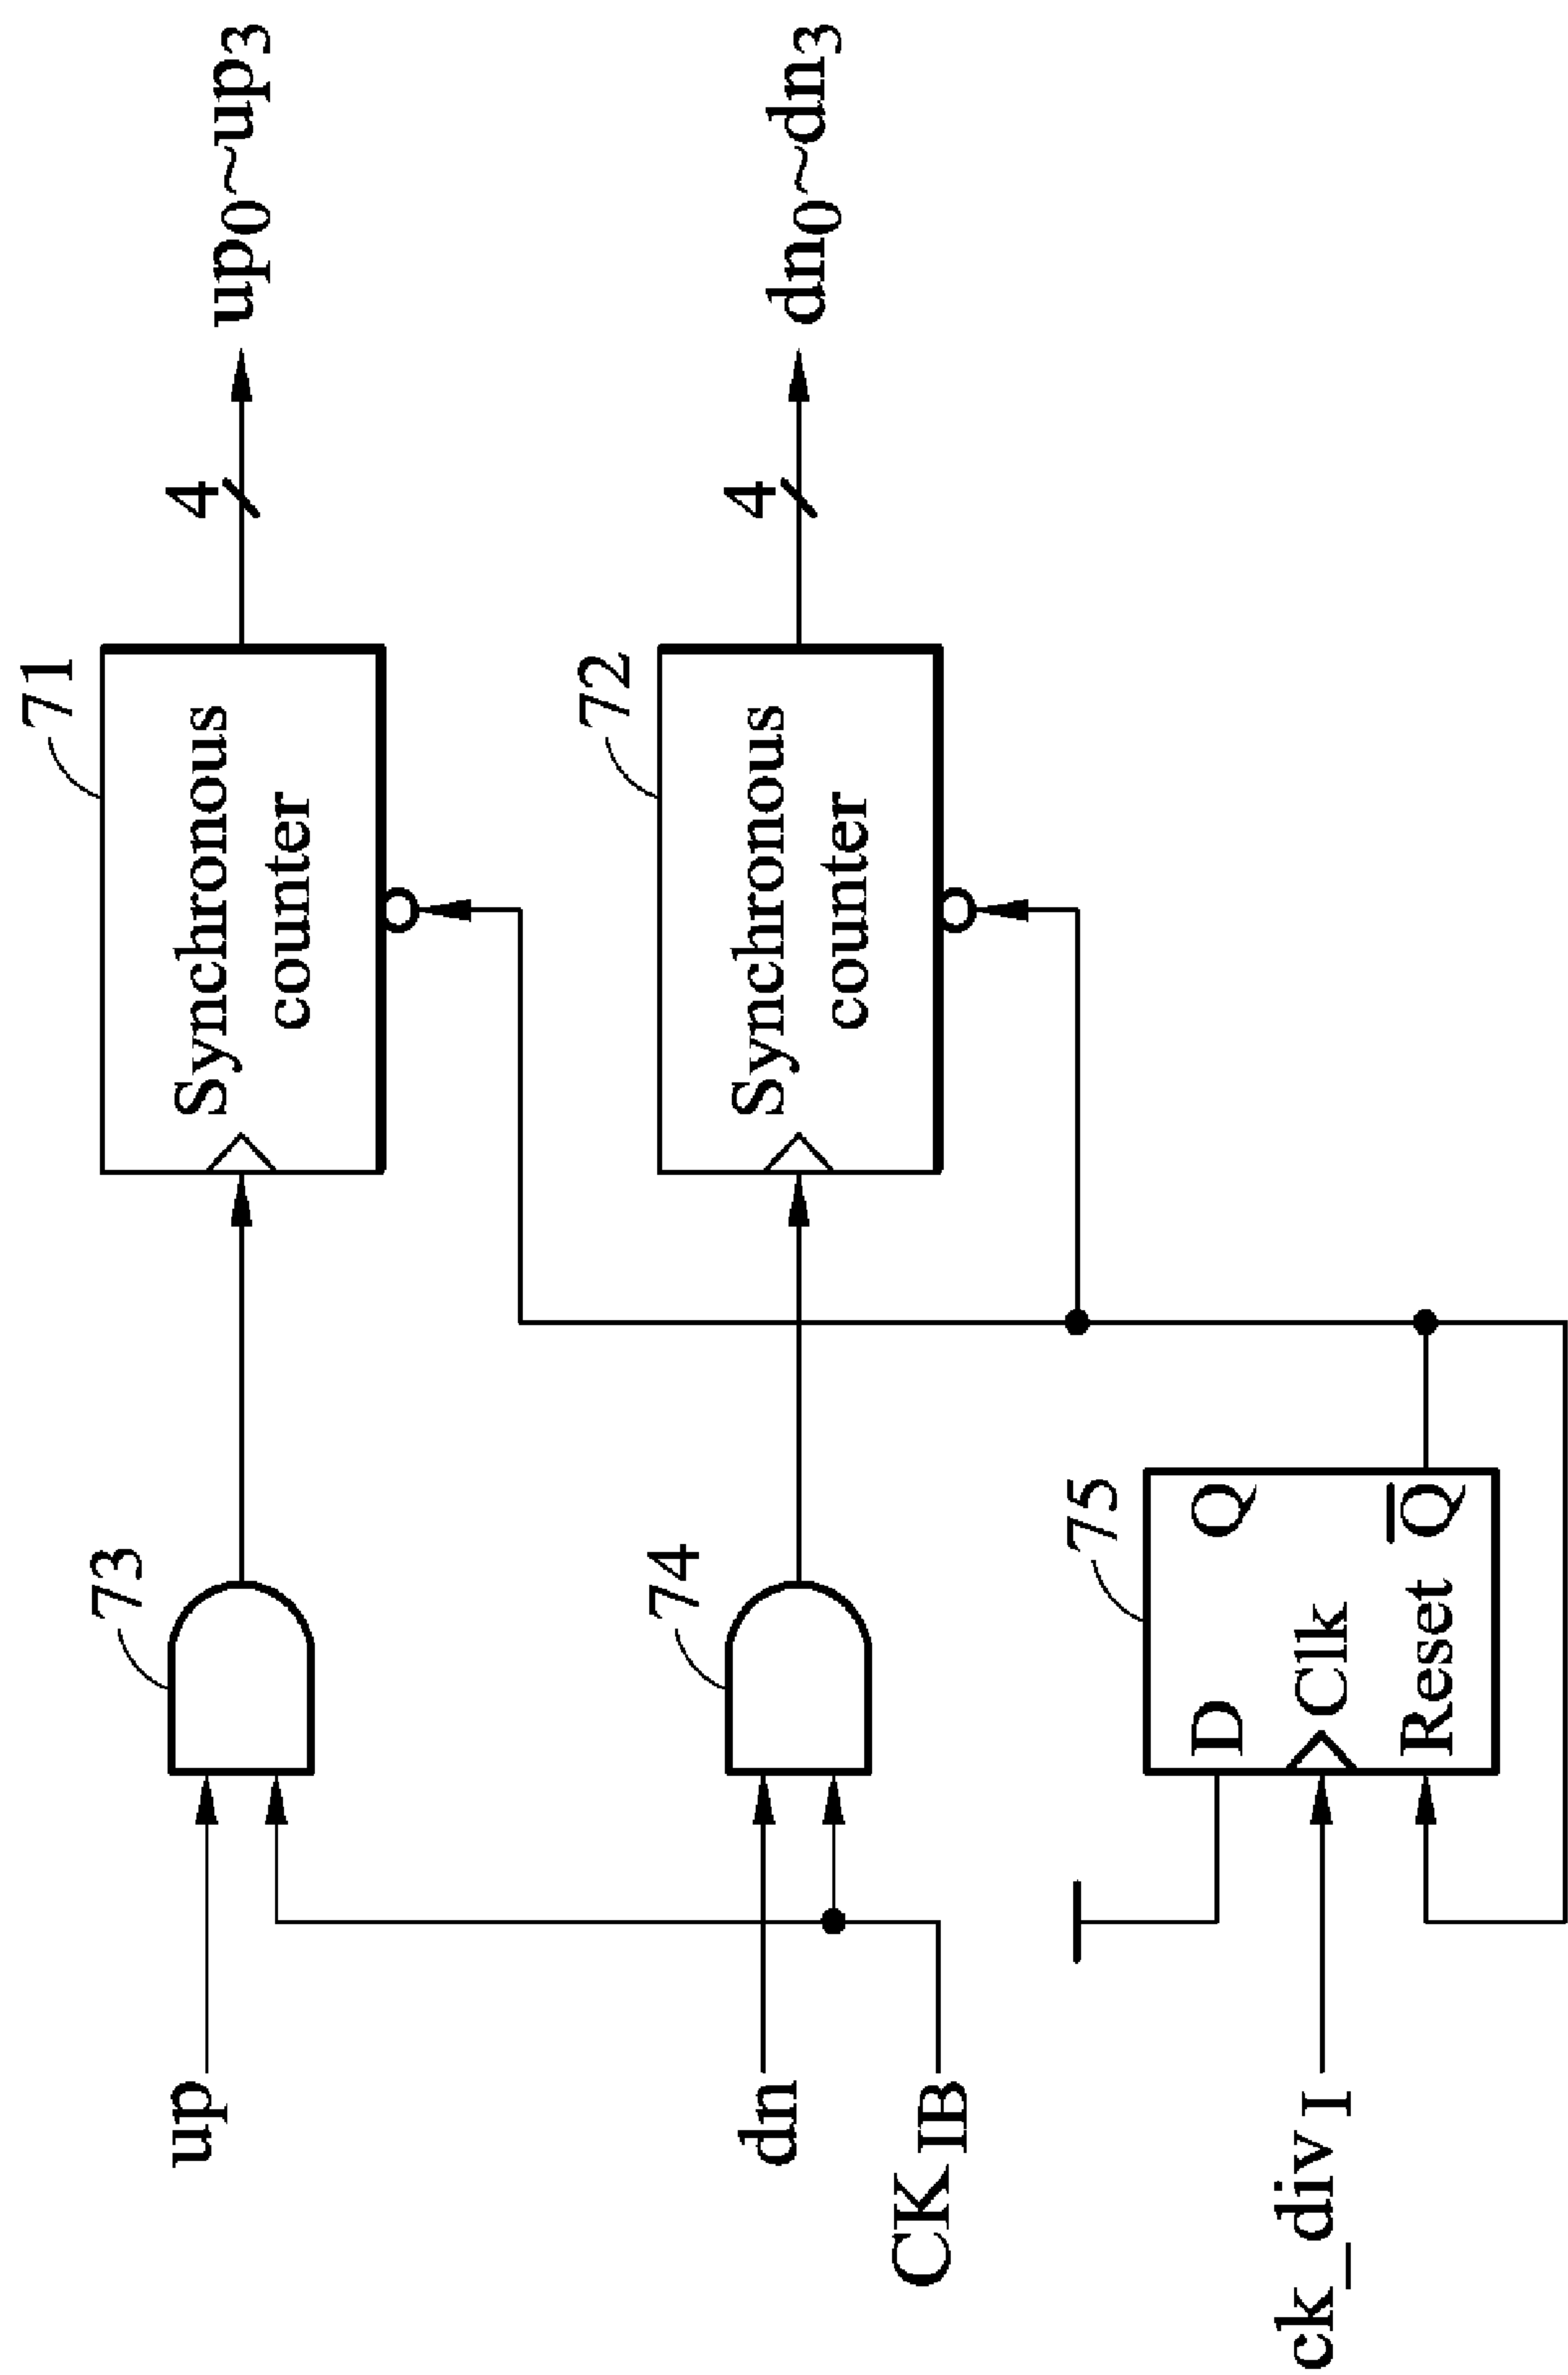 up
73
71
Synchronous
counter
4
up0~up3
dn
CKIB
74
72
Synchronous
counter
4
dn0~dn3
75
D
Q
Clk
Reset
Q̅
ck_divI